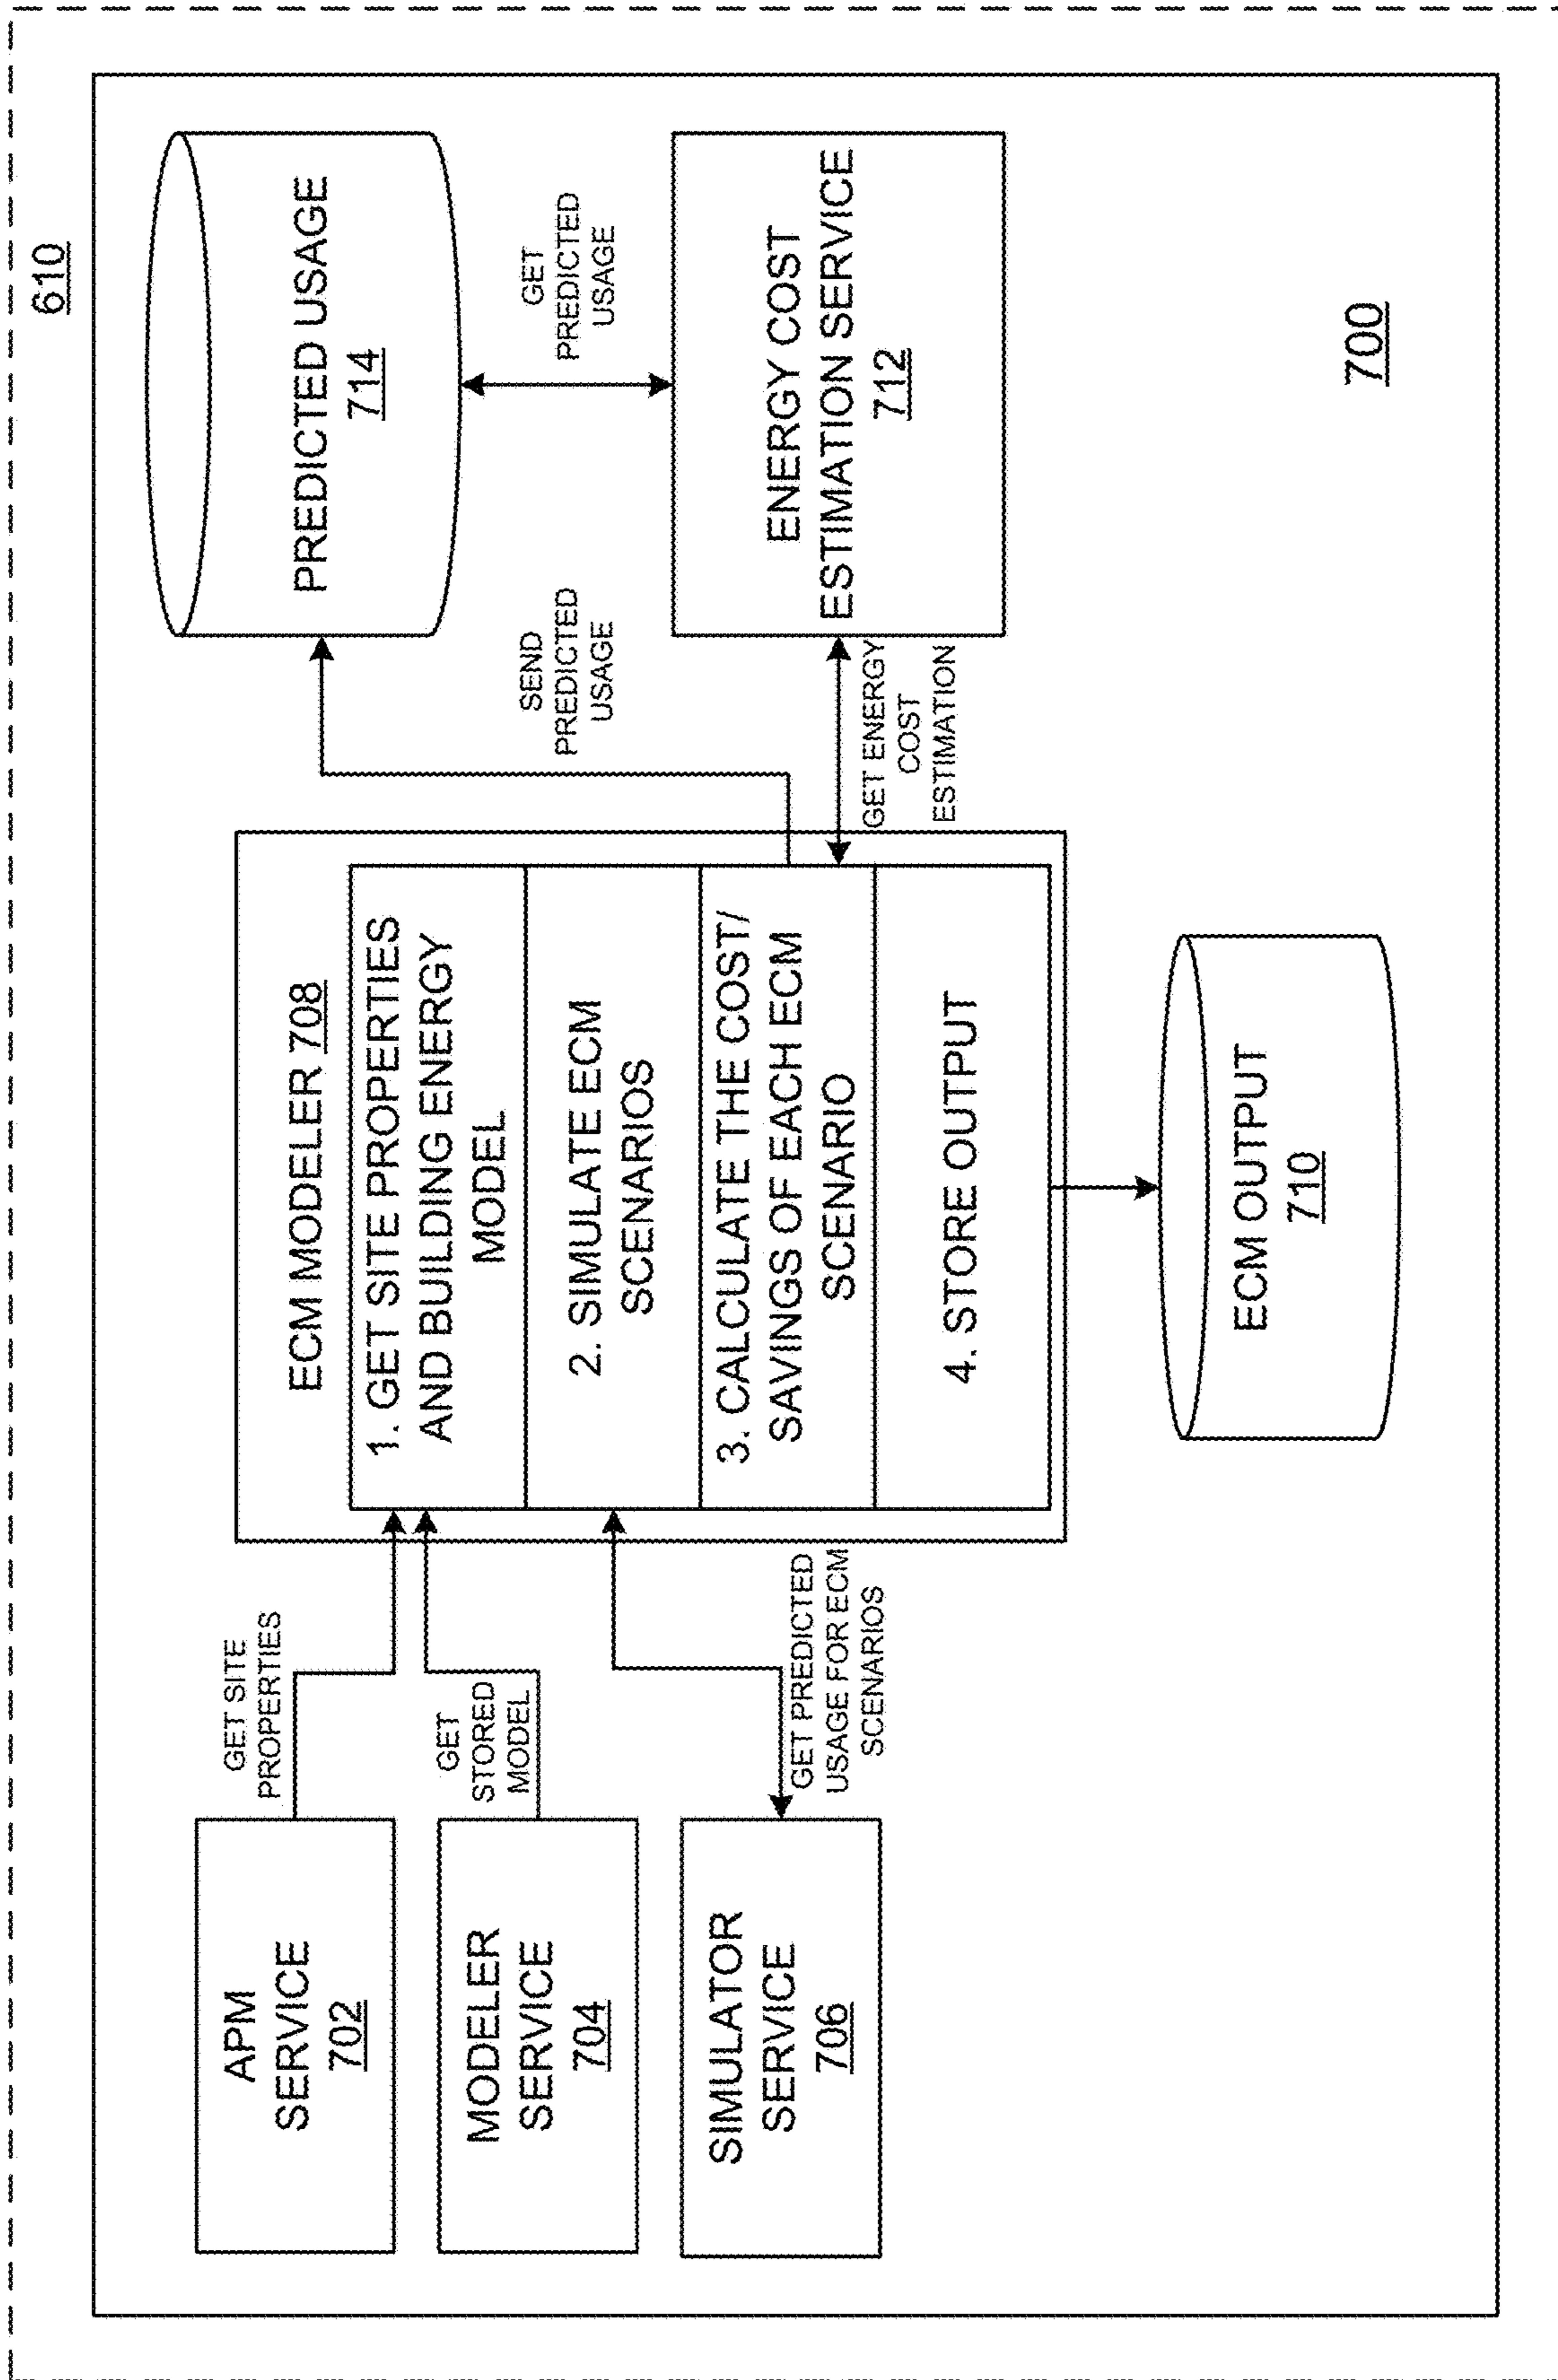 610
APM
SERVICE
702
MODELER
SERVICE
704
SIMULATOR
SERVICE
706
GET SITE
PROPERTIES
GET
STORED
MODEL
GET PREDICTED
USAGE FOR ECM
SCENARIOS
ECM MODELER 708
1. GET SITE PROPERTIES
AND BUILDING ENERGY
MODEL
2. SIMULATE ECM
SCENARIOS
3. CALCULATE THE COST/
SAVINGS OF EACH ECM
SCENARIO
4. STORE OUTPUT
ECM OUTPUT
710
SEND
PREDICTED
USAGE
GET ENERGY
COST
ESTIMATION
PREDICTED USAGE
714
GET
PREDICTED
USAGE
ENERGY COST
ESTIMATION SERVICE
712
700